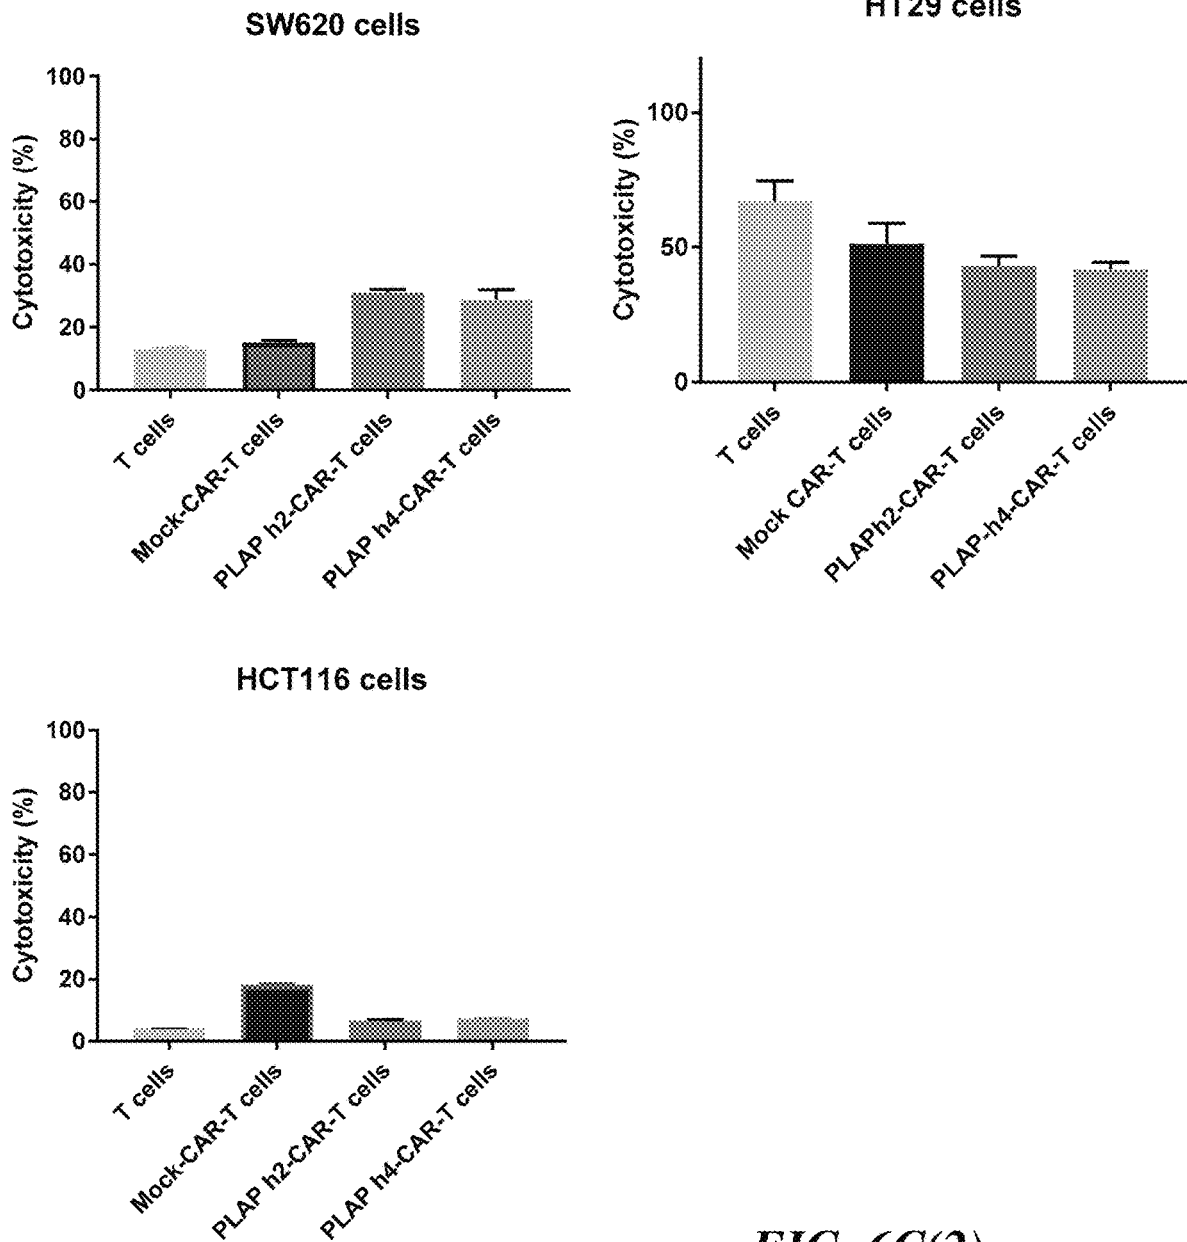 SW620 cells
Cytotoxicity (%)
100
80
60
40
20
0
T cells
Mock-CAR-T cells
PLAP h2-CAR-T cells
PLAP h4-CAR-T cells
HT29 cells
Cytotoxicity (%)
100
50
0
T cells
Mock CAR-T cells
PLAPh2-CAR-T cells
PLAP-h4-CAR-T cells
HCT116 cells
Cytotoxicity (%)
100
80
60
40
20
0
T cells
Mock-CAR-T cells
PLAP h2-CAR-T cells
PLAP h4-CAR-T cells
FIG. 6C(2)